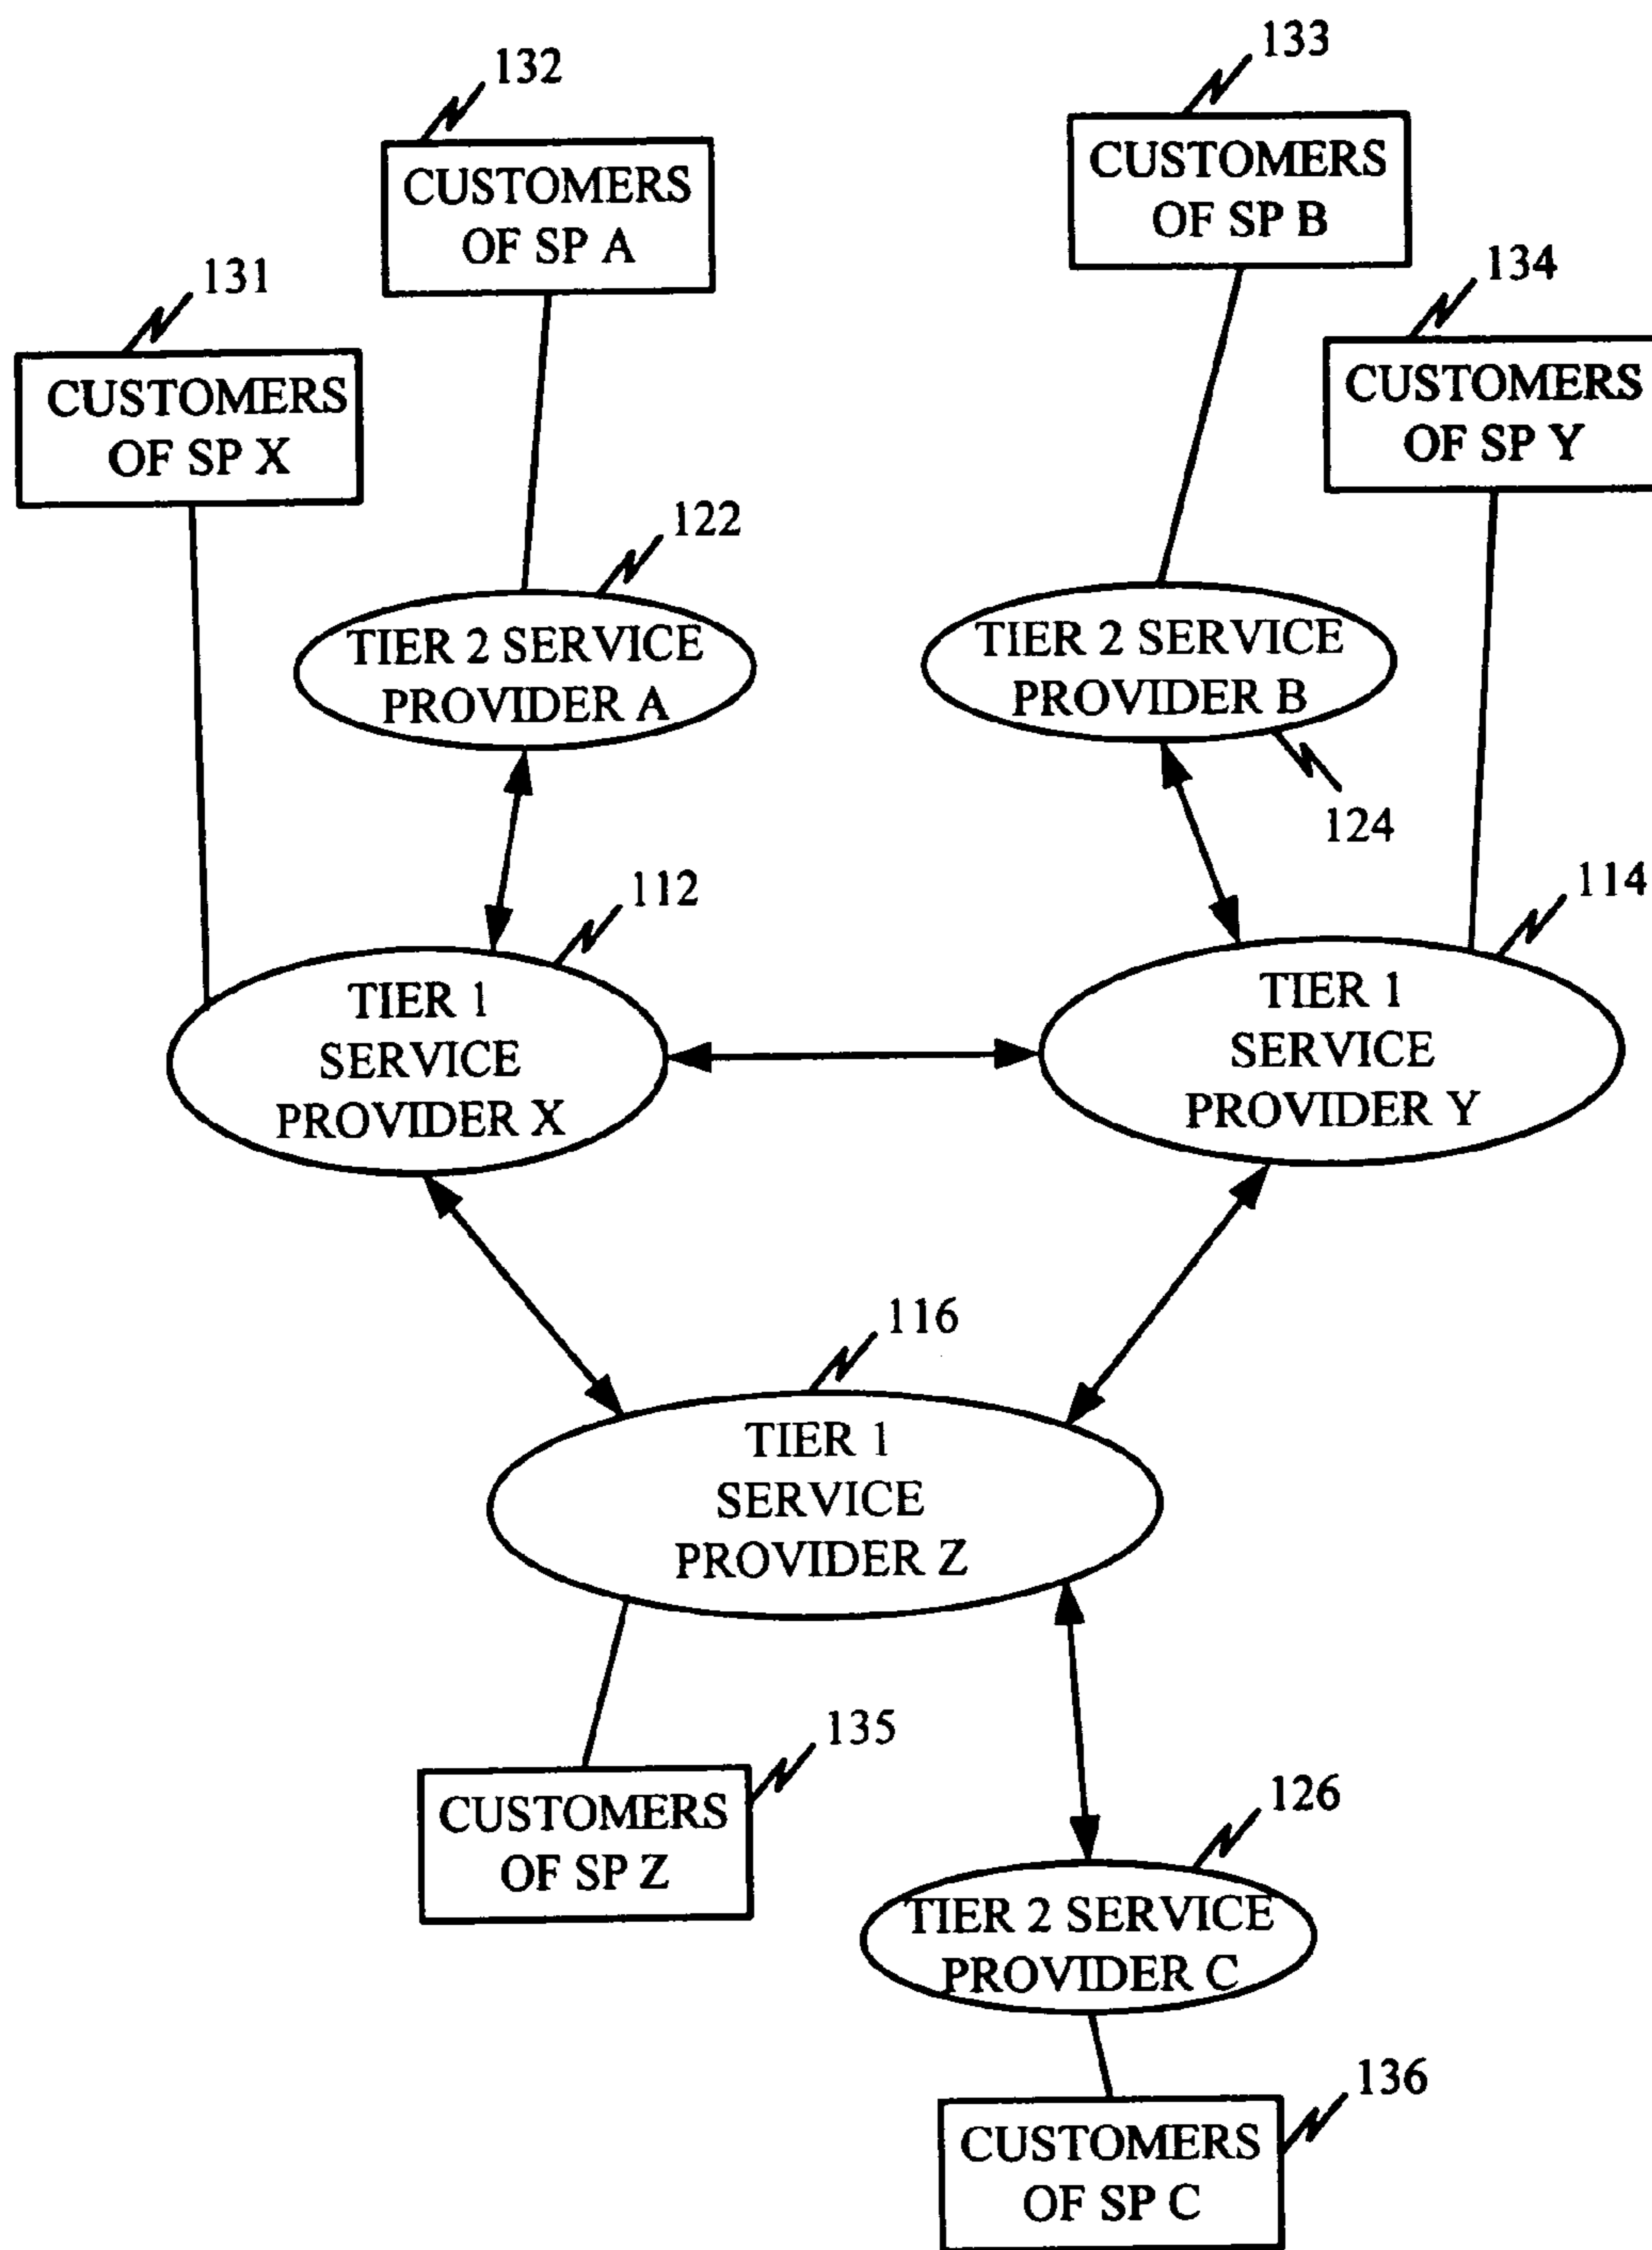 133
132
CUSTOMERS
OF SP B
CUSTOMERS
OF SP A
134
131
CUSTOMERS
OF SP Y
CUSTOMERS
OF SP X
122
TIER 2 SERVICE
PROVIDER A
TIER 2 SERVICE
PROVIDER B
124
112
114
TIER 1
SERVICE
PROVIDER X
TIER 1
SERVICE
PROVIDER Y
116
TIER 1
SERVICE
PROVIDER Z
135
CUSTOMERS
OF SP Z
126
TIER 2 SERVICE
PROVIDER C
136
CUSTOMERS
OF SP C